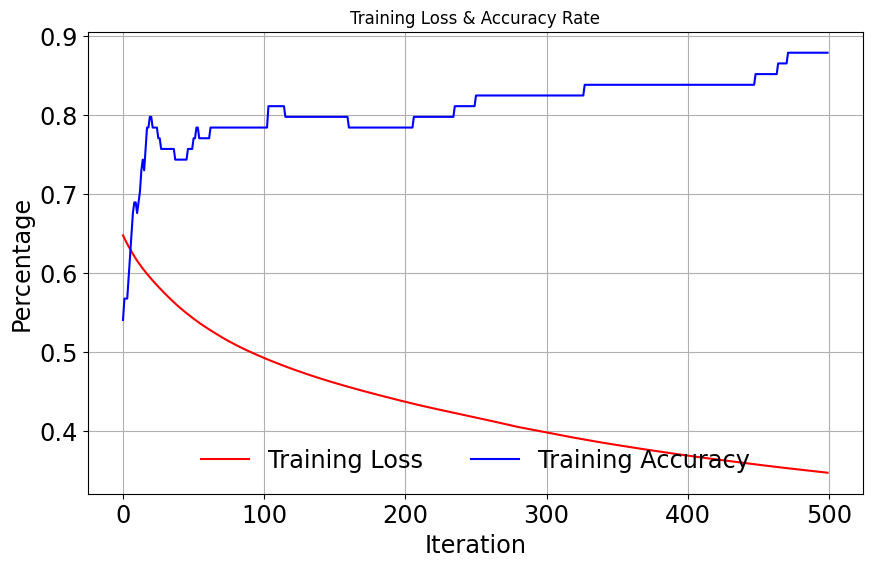 Training Loss & Accuracy Rate
0.9
0.8
0.7
0.6
0.5
0.4
Percentage
Training Loss
Training Accuracy
0
100
200
300
400
500
Iteration